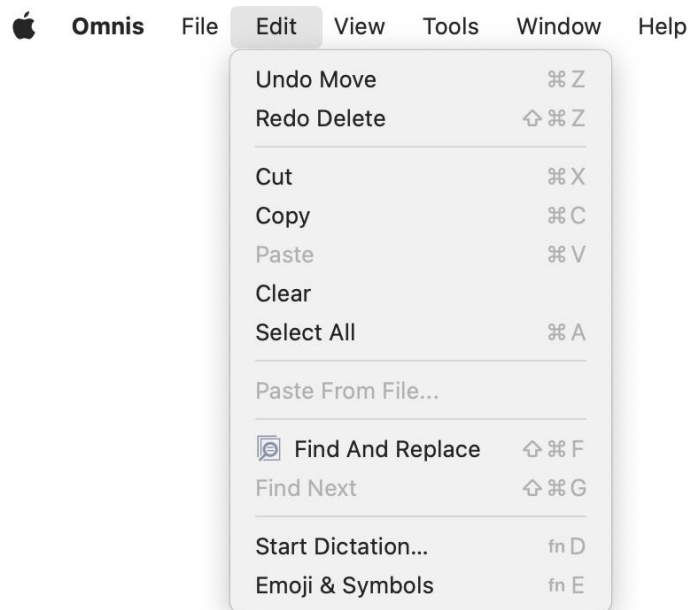 Omnis File Edit View Tools Window Help
Undo Move ⌘ Z
Redo Delete ⇧ ⌘ Z
Cut ⌘ X
Copy ⌘ C
Paste ⌘ V
Clear
Select All ⌘ A
Paste From File...
Find And Replace ⇧ ⌘ F
Find Next ⇧ ⌘ G
Start Dictation... fn D
Emoji & Symbols fn E